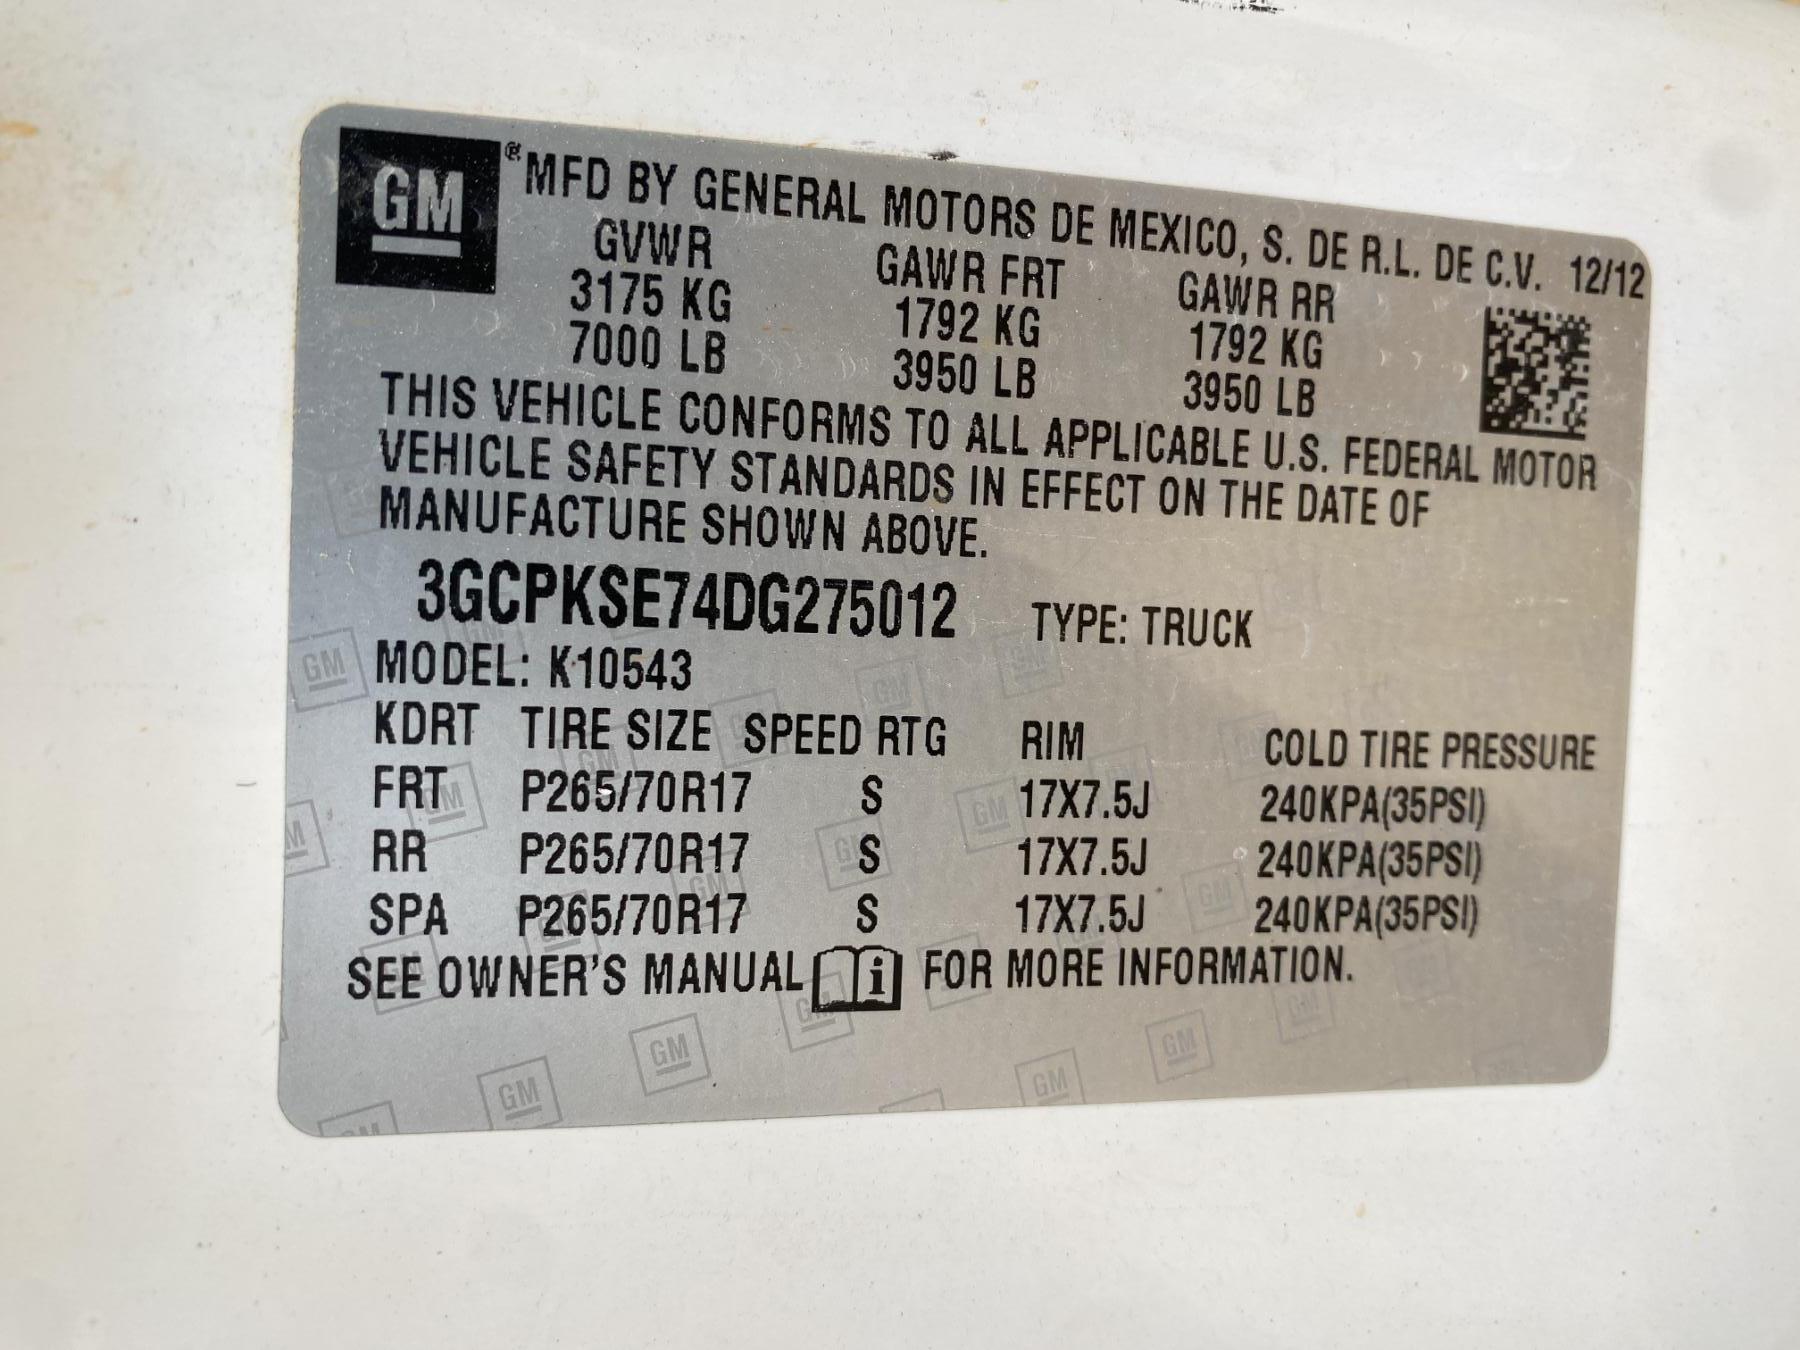 GM ® MFD BY GENERAL MOTORS DE MEXICO, S. DE R.L. DE C.V. 12/12
GVWR GAWR FRT GAWR RR
3175 KG 1792 KG 1792 KG
7000 LB 3950 LB 3950 LB
THIS VEHICLE CONFORMS TO ALL APPLICABLE U.S. FEDERAL MOTOR
VEHICLE SAFETY STANDARDS IN EFFECT ON THE DATE OF
MANUFACTURE SHOWN ABOVE.
3GCPKSE74DG275012 TYPE: TRUCK
MODEL: K10543
KDRT TIRE SIZE SPEED RTG RIM COLD TIRE PRESSURE
FRT P265/70R17 S 17X7.5J 240KPA(35PSI)
RR P265/70R17 S 17X7.5J 240KPA(35PSI)
SPA P265/70R17 S 17X7.5J 240KPA(35PSI)
SEE OWNER'S MANUAL i FOR MORE INFORMATION.